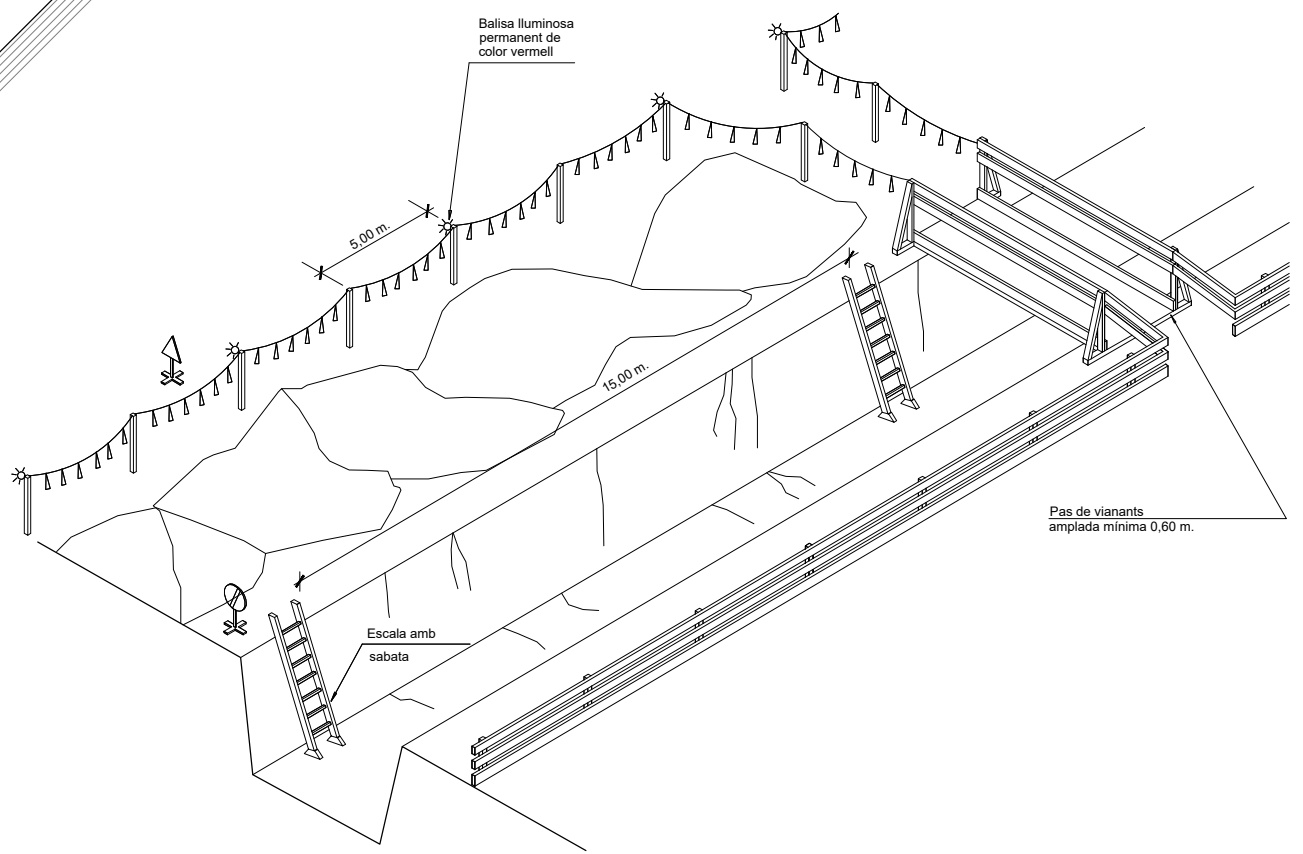 Balisa lluminosa
permanent de
color vermell
5,00 m.
15,00 m.
Pas de vianants
amplada mínima 0,60 m.
Escala amb
sabata